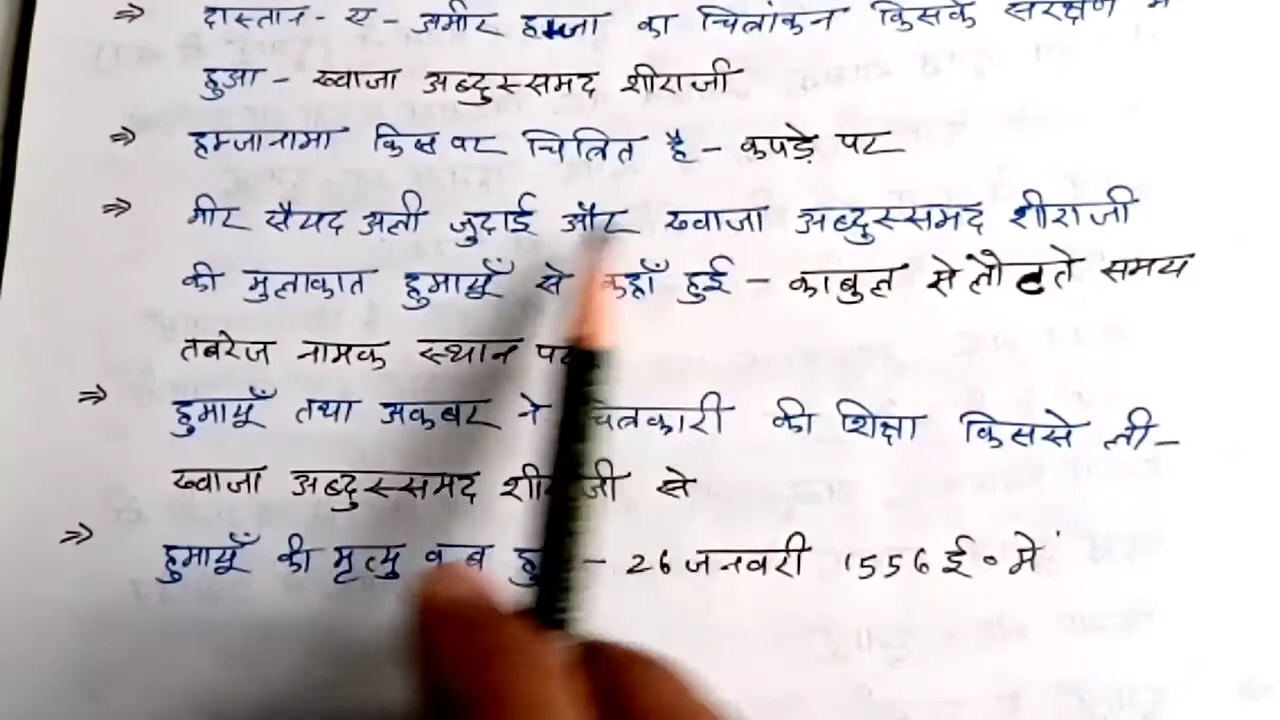 ⇒ दास्तान - ए - अमीर हम्जा का चित्रांकन किसके संरक्षण में
हुआ - ख्वाजा अब्दुस्समद शीराजी
⇒ हम्जानामा किस पर चित्रित है - कपड़े पर
⇒ मीर सैयद अली जुदाई और ख्वाजा अब्दुस्समद शीराजी
की मुलाकात हुमायूँ से कहाँ हुई - काबुल से लौटते समय
तबरेज नामक स्थान पर
⇒ हुमायूँ तथा अकबर ने चित्रकारी की शिक्षा किससे ली -
ख्वाजा अब्दुस्समद शीराजी से
⇒ हुमायूँ की मृत्यु कब हुई - 26 जनवरी 1556 ई० में